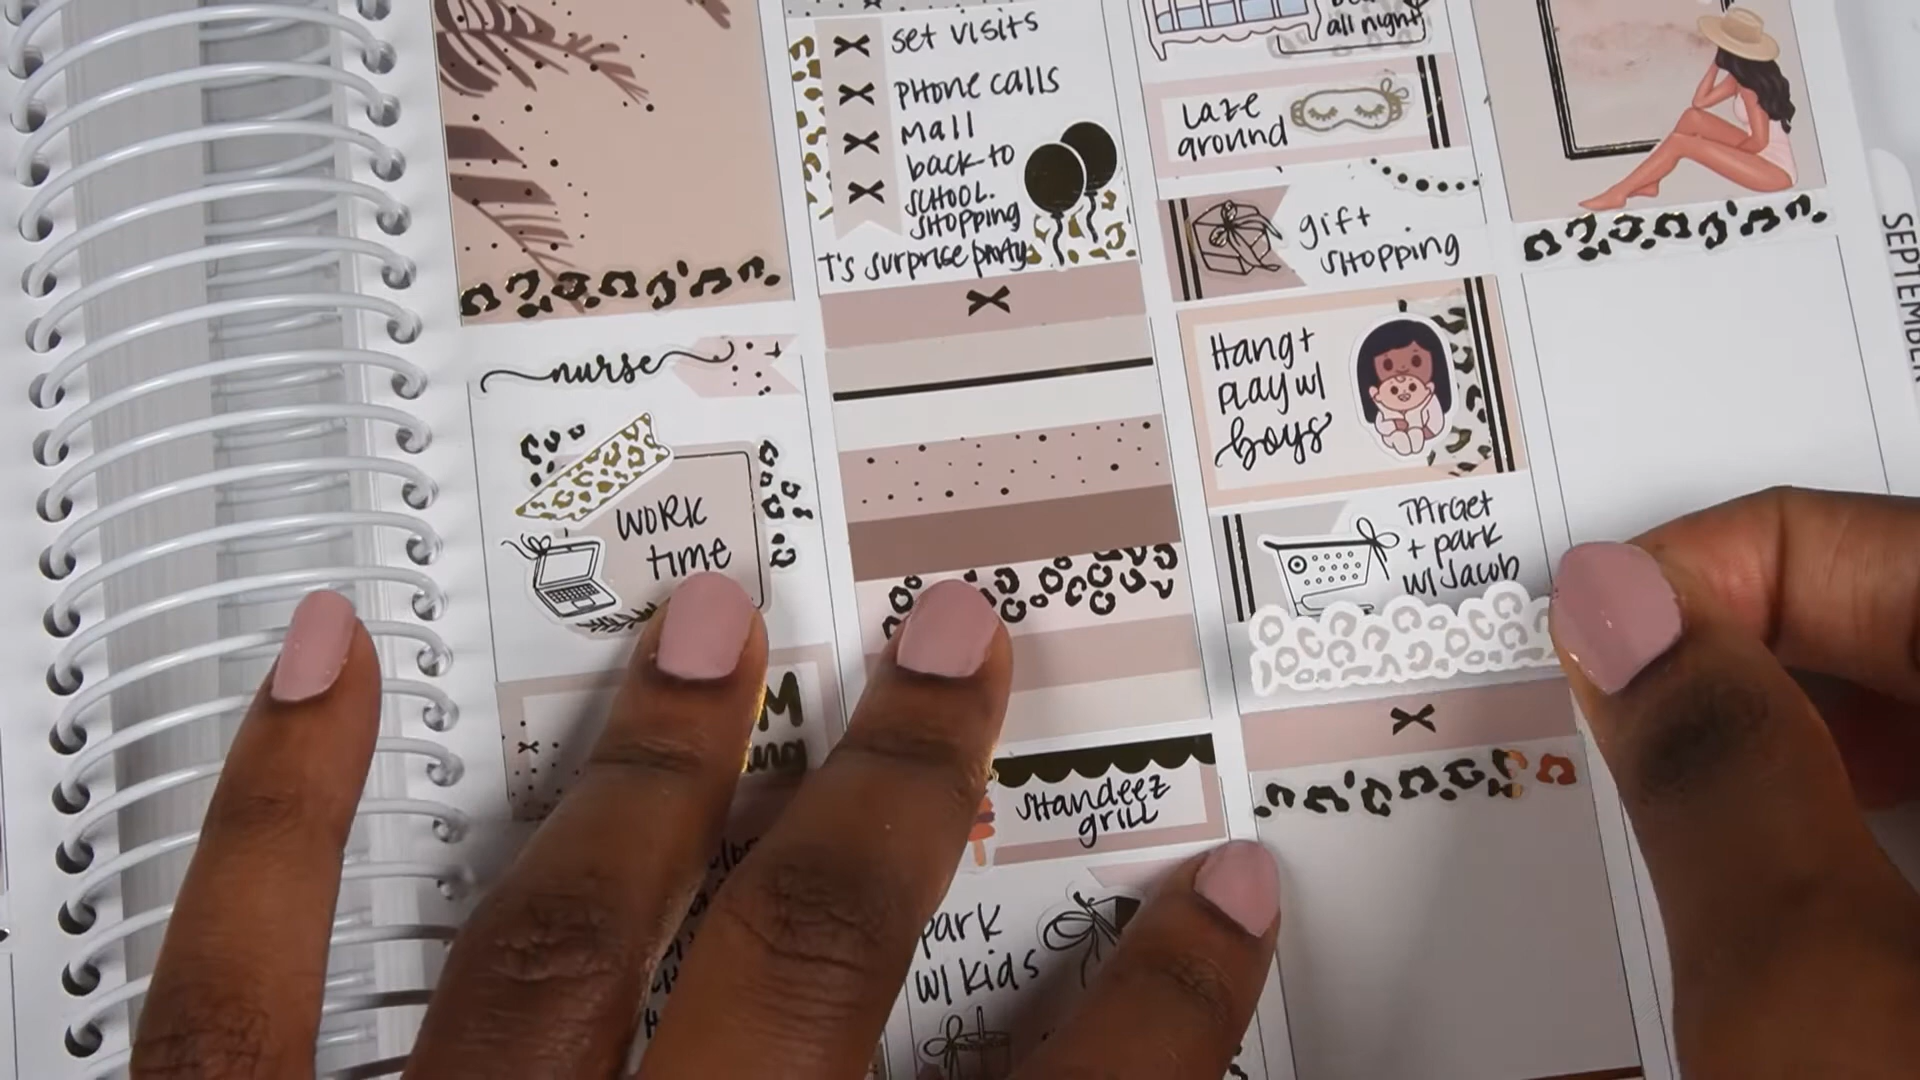 nurse
WORK
time
set visits
PHone calls
Mall
back to
SCHOOL.
SHOPPING
T's surprise party
SHandeez
grill
park
w/ kids
all night
Laze
around
gift
SHOPPING
Hang +
PLAY w/
boys
TArget
+ park
w/ Jacob
SEPTEMBER